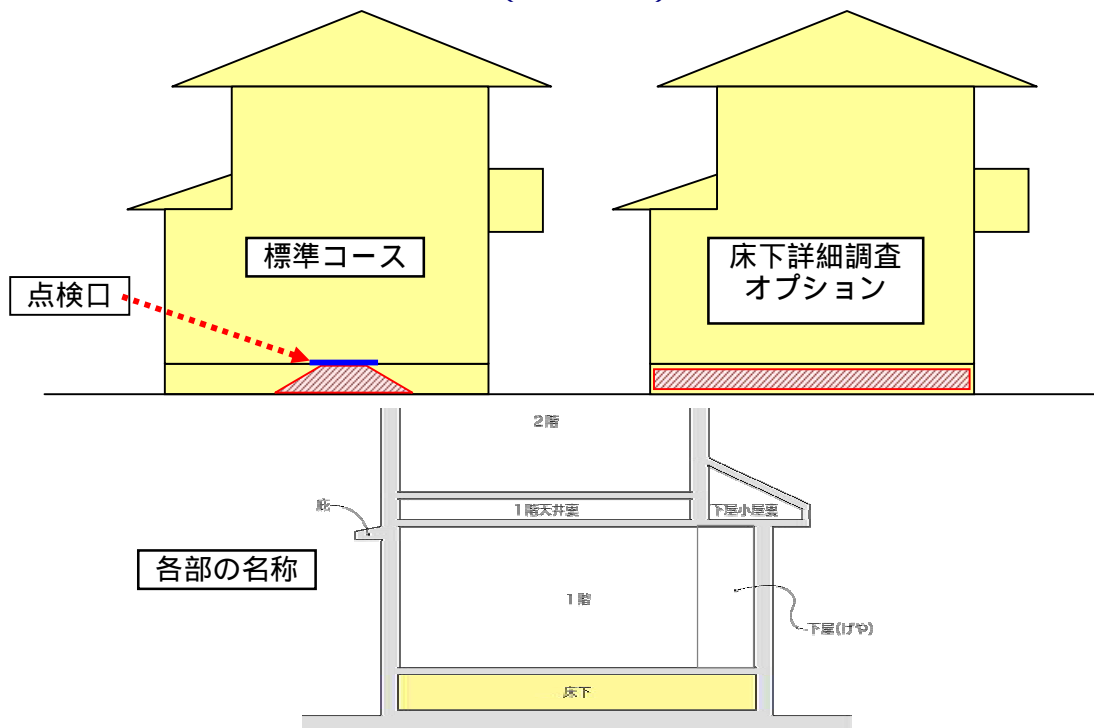 標準コース
床下詳細調査
オプション
点検口
2階
庇
1階天井裏
下屋小屋裏
各部の名称
1階
下屋(げや)
床下